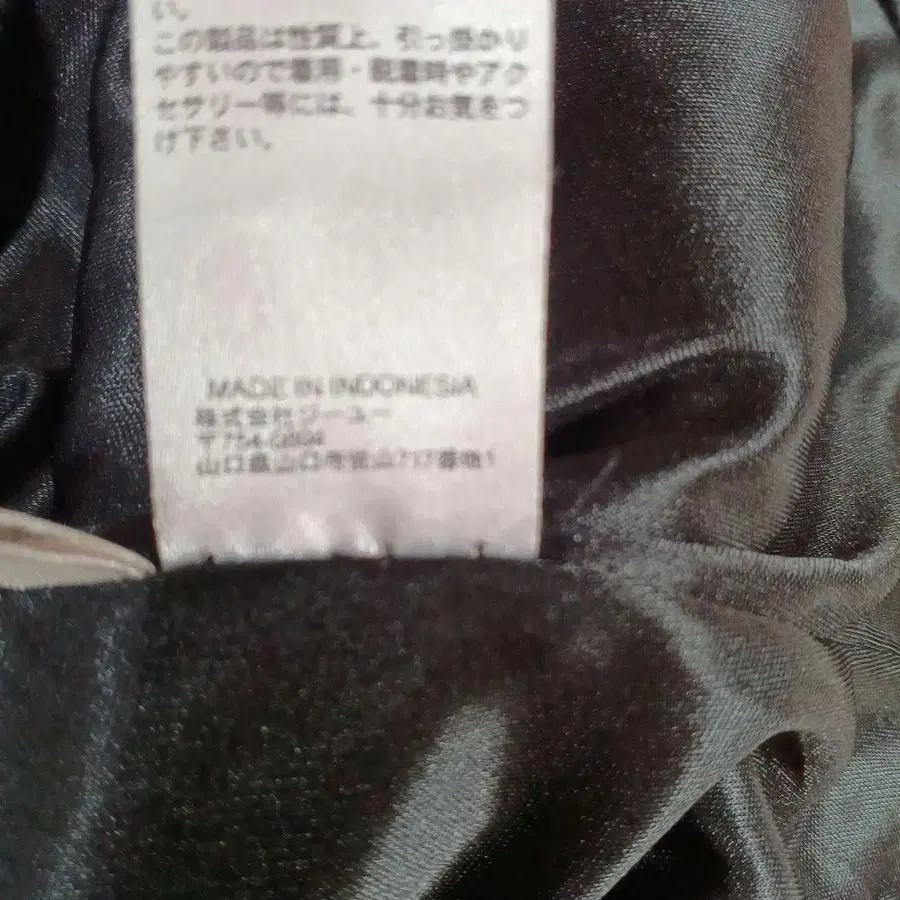 い。
この製品は性質上、引っ掛かり
やすいので着用・脱着時やアク
セサリー等には、十分お気をつ
け下さい。
MADE IN INDONESIA
株式会社ジーユー
〒754-0894
山口県山口市佐山717番地1